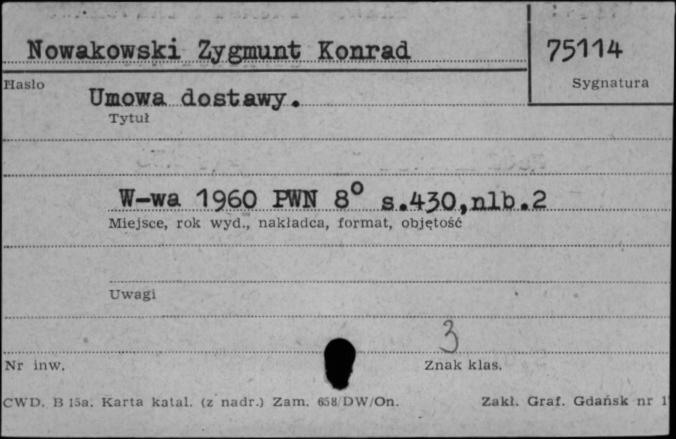 Nowakowski Zygmunt Konrad
75114
Hasło
Sygnatura
Umowa dostawy.
Tytuł
W-wa 1960 PWN 8° s.430,nlb.2
Miejsce, rok wyd., nakładca, format, objętość
Uwagi
3
Nr inw.
Znak klas.
CWD. B 15a. Karta katal. (z nadr.) Zam. 658/DW/On.
Zakł. Graf. Gdańsk nr